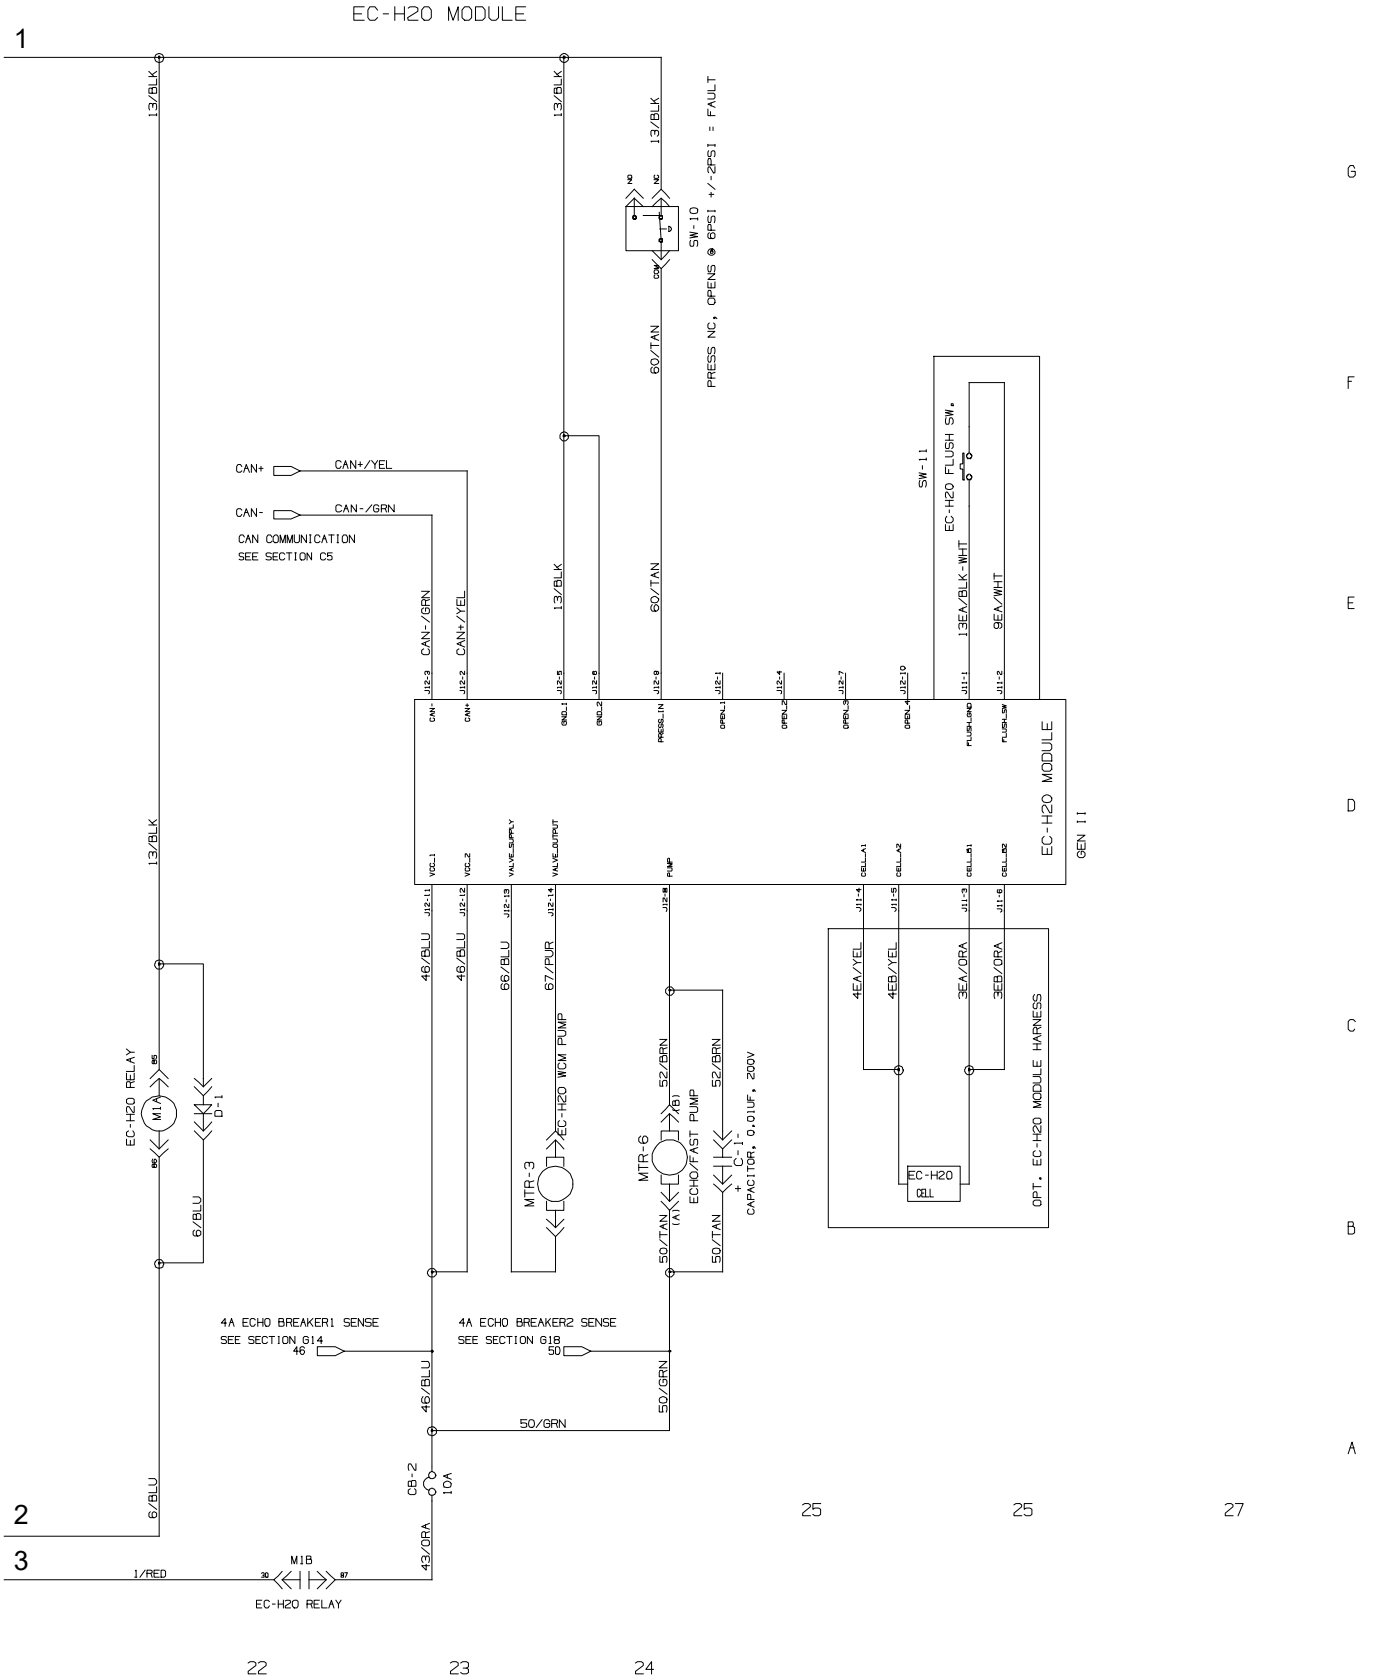 EC-H2O MODULE
1
13/BLK
13/BLK
13/BLK
NO
NC
SW-10
COM
PRESS NC, OPENS @ 6PSI +/-2PSI = FAULT
G
60/TAN
F
CAN+
CAN+/YEL
CAN-
CAN-/GRN
CAN COMMUNICATION
SEE SECTION C5
SW-11
EC-H2O FLUSH SW.
CAN-/GRN
CAN+/YEL
13/BLK
60/TAN
13EA/BLK-WHT
9EA/WHT
E
J12-3
J12-2
J12-5
J12-6
J12-9
J12-1
J12-4
J12-7
J12-10
J11-1
J11-2
CAN-
CAN+
GND_1
GND_2
PRESS_IN
OPEN_1
OPEN_2
OPEN_3
OPEN_4
FLUSH_GND
FLUSH_SW
EC-H2O MODULE
GEN II
D
13/BLK
VCC_1
VCC_2
VALVE_SUPPLY
VALVE_OUTPUT
PUMP
CELL_A1
CELL_A2
CELL_B1
CELL_B2
J12-11
J12-12
J12-13
J12-14
J12-8
J11-4
J11-5
J11-3
J11-6
46/BLU
46/BLU
66/BLU
67/PUR
4EA/YEL
4EB/YEL
3EA/ORA
3EB/ORA
C
EC-H2O RELAY
85
M1A
86
D-1
6/BLU
EC-H2O WCM PUMP
MTR-3
52/BRN
52/BRN
(B)
MTR-6
ECHO/FAST PUMP
(A)
50/TAN
50/TAN
-
C-1
+
CAPACITOR, 0.01UF, 200V
EC-H2O
CELL
OPT. EC-H2O MODULE HARNESS
B
4A ECHO BREAKER1 SENSE
SEE SECTION G14
46
4A ECHO BREAKER2 SENSE
SEE SECTION G18
50
46/BLU
50/GRN
50/GRN
A
CB-2
10A
6/BLU
43/ORA
25
25
27
2
3
1/RED
30
M1B
87
EC-H2O RELAY
22
23
24